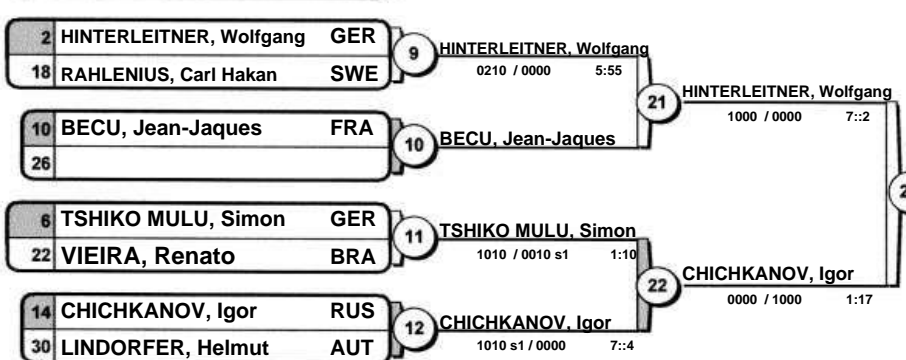 2 HINTERLEITNER, Wolfgang GER
18 RAHLENIUS, Carl Hakan SWE
9
HINTERLEITNER, Wolfgang
0210 / 0000 5:55
10 BECU, Jean-Jaques FRA
26
10
BECU, Jean-Jaques
21
HINTERLEITNER, Wolfgang
1000 / 0000 7::2
6 TSHIKO MULU, Simon GER
22 VIEIRA, Renato BRA
11
TSHIKO MULU, Simon
1010 / 0010 s1 1:10
14 CHICHKANOV, Igor RUS
30 LINDORFER, Helmut AUT
12
CHICHKANOV, Igor
1010 s1 / 0000 7::4
22
CHICHKANOV, Igor
0000 / 1000 1:17